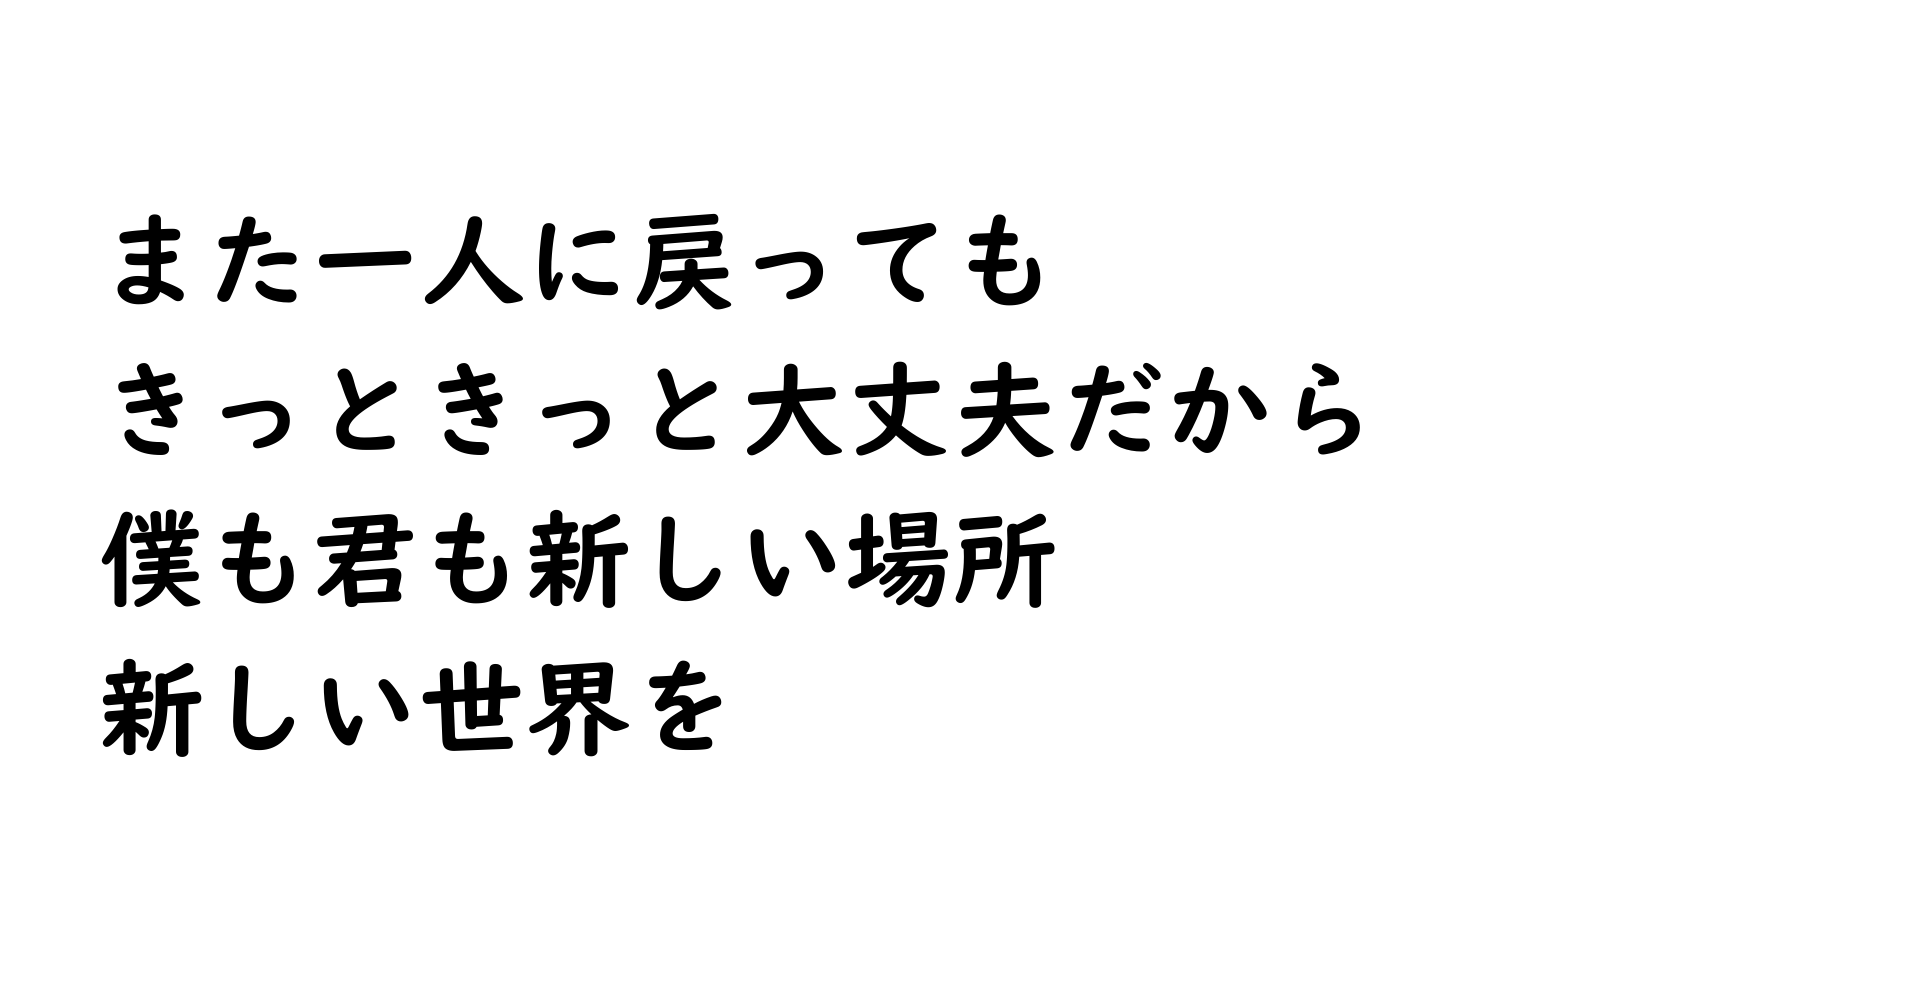 また一人に戻っても
きっときっと大丈夫だから
僕も君も新しい場所
新しい世界を